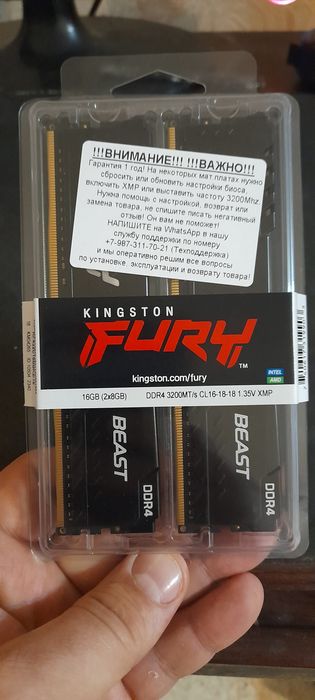 !!!ВНИМАНИЕ!!! !!!ВАЖНО!!!
Гарантия 1 год! На некоторых мат платах нужно
сбросить или обновить настройки биоса,
включить XMP или выставить частоту 3200Mhz.
Нужна помощь с настройкой, возврат или
замена товара, не спишите писать негативный
отзыв! Он вам не поможет!
НАПИШИТЕ на WhatsApp в нашу
службу поддержки по номеру
+7-987-311-70-21 (Техподдержка)
и мы оперативно решим все вопросы
по установке, эксплуатации и возврату товара!
KINGSTON
FURY™
kingston.com/fury
INTEL
AMD
16GB (2x8GB) DDR4 3200MT/s CL16-18-18 1.35V XMP
BEAST
DDR4
BEAST
DDR4